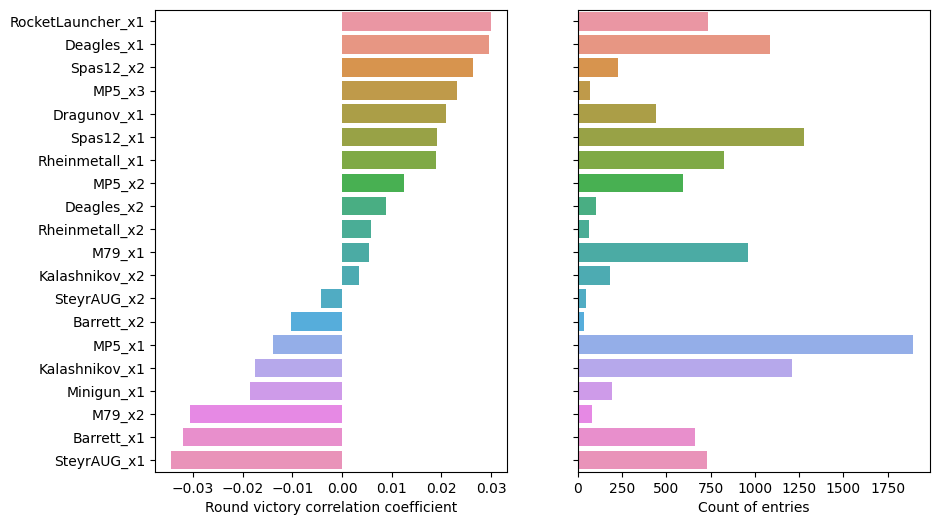 RocketLauncher_x1
Deagles_x1
Spas12_x2
MP5_x3
Dragunov_x1
Spas12_x1
Rheinmetall_x1
MP5_x2
Deagles_x2
Rheinmetall_x2
M79_x1
Kalashnikov_x2
SteyrAUG_x2
Barrett_x2
MP5_x1
Kalashnikov_x1
Minigun_x1
M79_x2
Barrett_x1
SteyrAUG_x1
−0.03 −0.02 −0.01 0.00 0.01 0.02 0.03
Round victory correlation coefficient
0 250 500 750 1000 1250 1500 1750
Count of entries